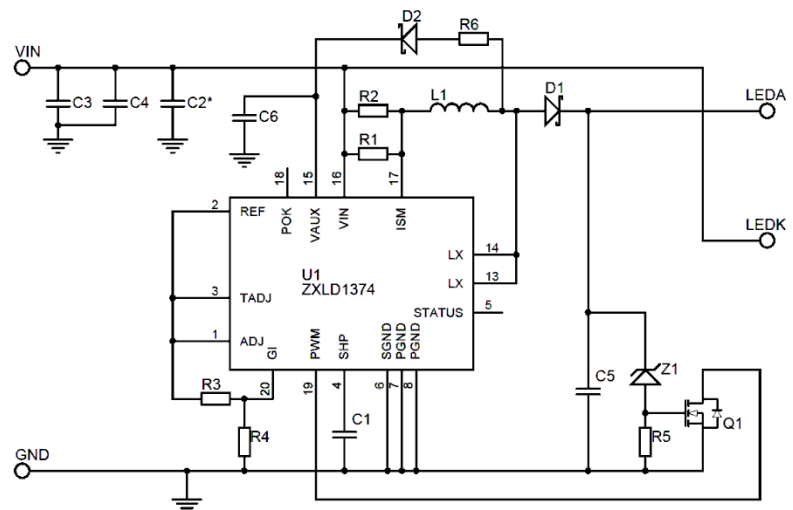 D2
R6
VIN
R2
L1
D1
LEDA
C3
C4
C2*
C6
R1
18
15
16
17
2
REF
POK
VAUX
VIN
ISM
LEDK
LX
14
U1
ZXLD1374
LX
13
3
TADJ
STATUS
5
1
ADJ
GI
PWM
SHP
SGND
PGND
PGND
20
19
4
6
7
8
R3
C5
Z1
Q1
C1
R4
R5
GND